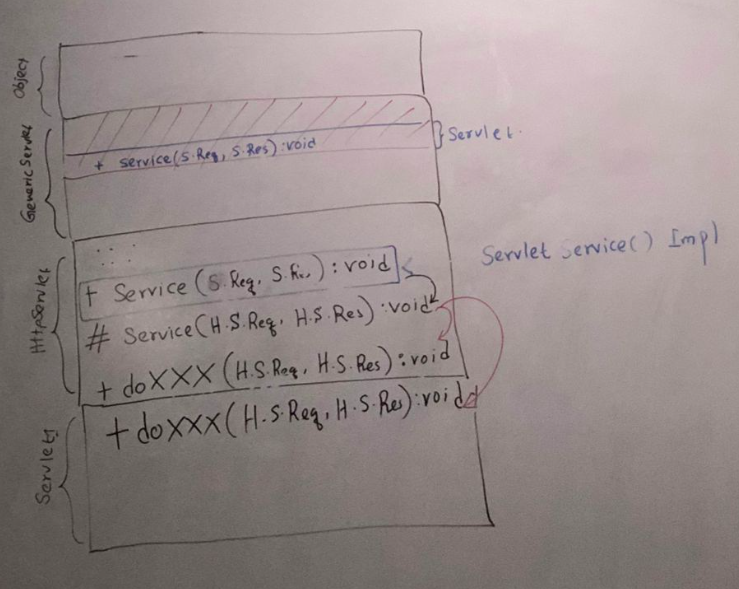 Object
GenericServlet
+ service(S.Req, S.Res) : void
Servlet.
HttpServlet
+ Service (S.Req, S.Res) : void
# Service(H.S.Req, H.S.Res) : void
+ doXXX (H.S.Req, H.S.Res) : void
Servlet Service() Impl
Servlet1
+ doXXX(H.S.Req, H.S.Res) : void